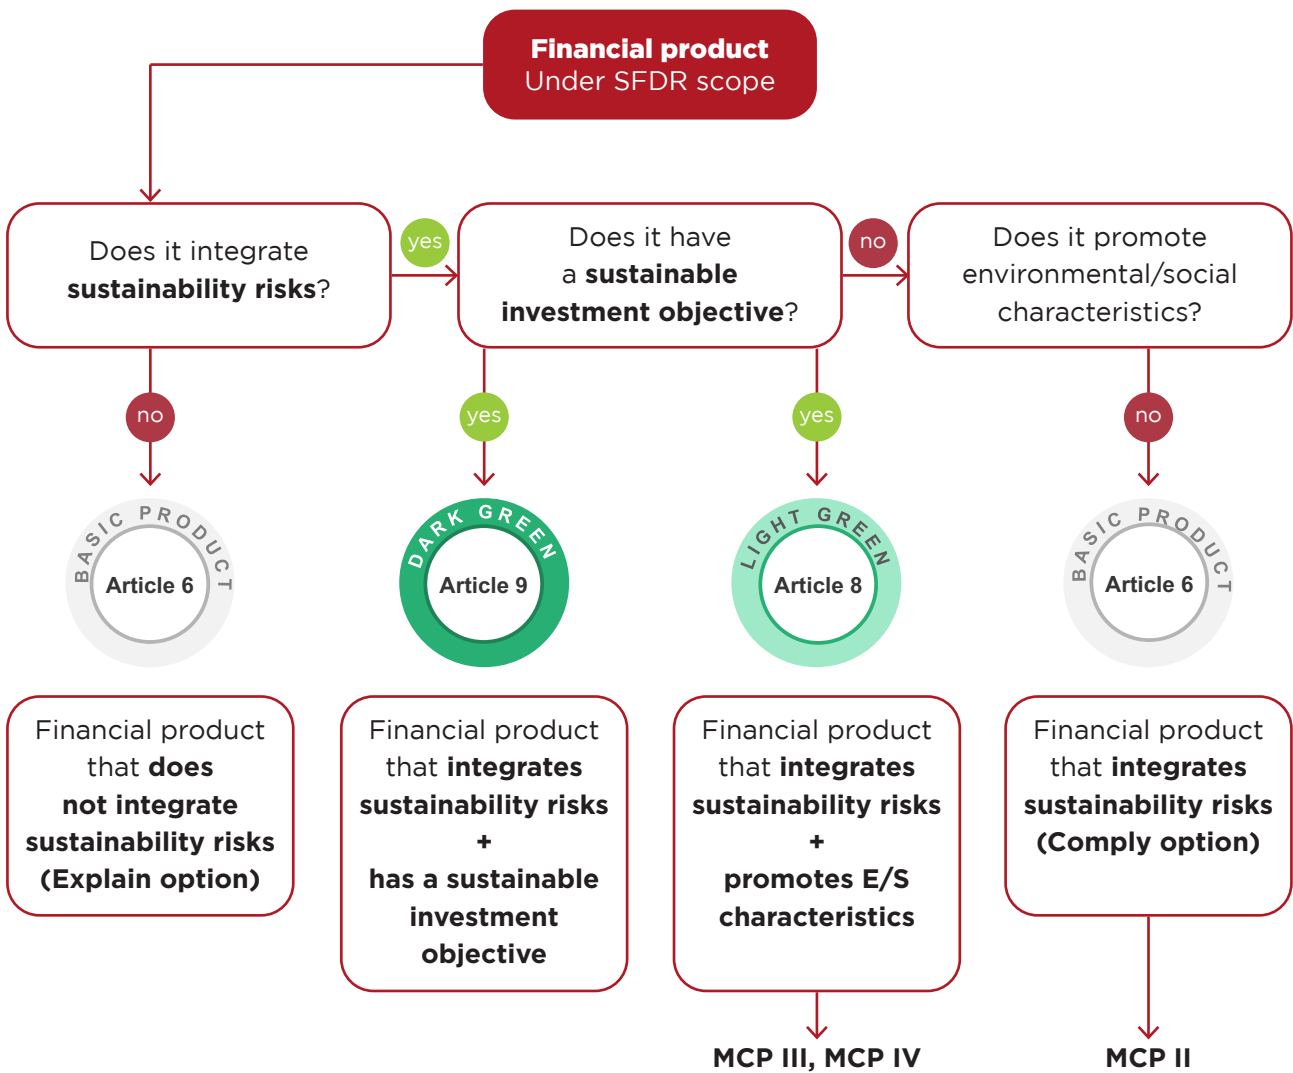 Financial product
Under SFDR scope
Does it integrate
sustainability risks?
yes
Does it have
a sustainable
investment objective?
no
Does it promote
environmental/social
characteristics?
no
yes
yes
no
BASIC PRODUCT
Article 6
DARK GREEN
Article 9
LIGHT GREEN
Article 8
BASIC PRODUCT
Article 6
Financial product
that does
not integrate
sustainability risks
(Explain option)
Financial product
that integrates
sustainability risks
+
has a sustainable
investment
objective
Financial product
that integrates
sustainability risks
+
promotes E/S
characteristics
Financial product
that integrates
sustainability risks
(Comply option)
MCP III, MCP IV
MCP II